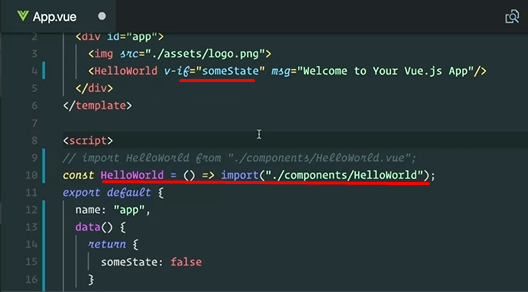 App.vue
2 <div id="app">
3 <img src="./assets/logo.png">
4 <HelloWorld v-if="someState" msg="Welcome to Your Vue.js App"/>
5 </div>
6 </template>
7
8 <script>
9 // import HelloWorld from "./components/HelloWorld.vue";
10 const HelloWorld = () => import("./components/HelloWorld");
11 export default {
12 name: "app",
13 data() {
14 return {
15 someState: false
16 }